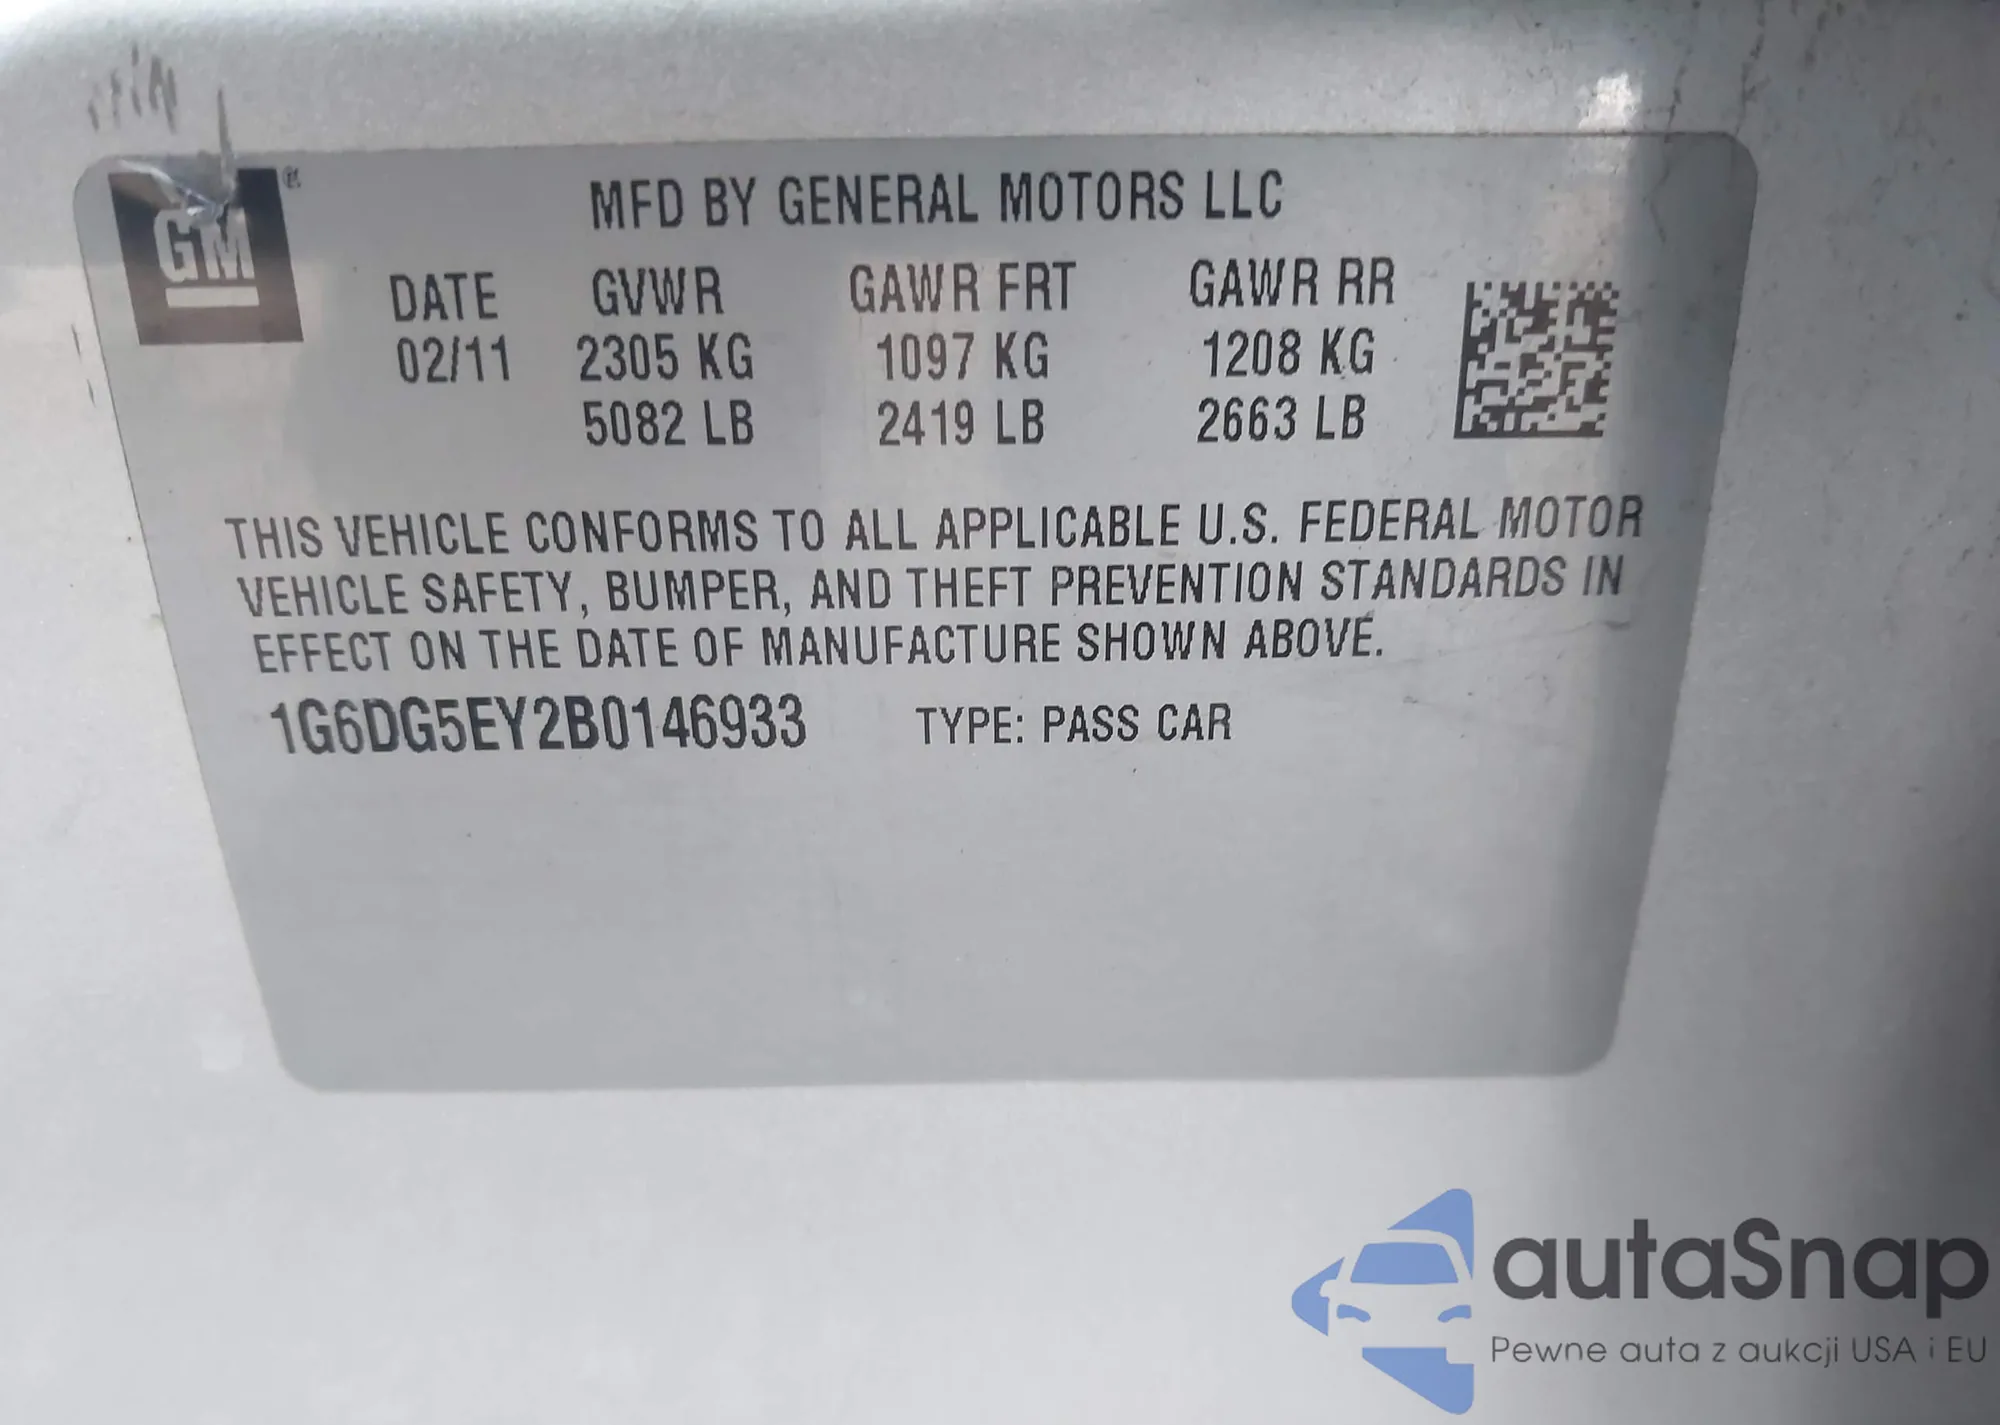 GM®
MFD BY GENERAL MOTORS LLC
DATE GVWR GAWR FRT GAWR RR
02/11 2305 KG 1097 KG 1208 KG
5082 LB 2419 LB 2663 LB
THIS VEHICLE CONFORMS TO ALL APPLICABLE U.S. FEDERAL MOTOR
VEHICLE SAFETY, BUMPER, AND THEFT PREVENTION STANDARDS IN
EFFECT ON THE DATE OF MANUFACTURE SHOWN ABOVE.
1G6DG5EY2B0146933 TYPE: PASS CAR
autaSnap
Pewne auta z aukcji USA i EU